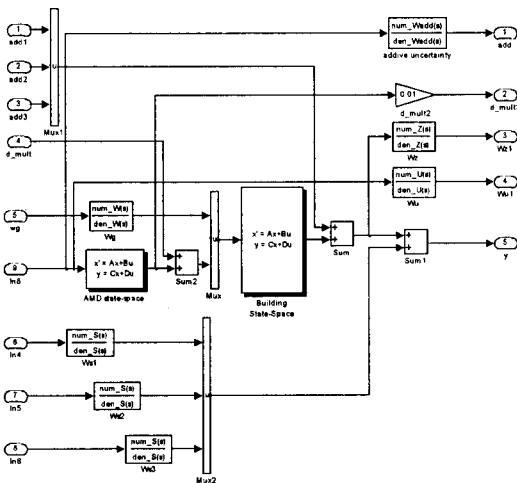 1
add1
2
add2
3
add3
Mux1
4
d_mult
num_Wadd(s)
den_Wadd(s)
addive uncertainty
1
add
0.01
d_mult2
2
d_mult
num_Z(s)
den_Z(s)
Wz
3
Wz1
num_U(s)
den_U(s)
Wu
4
Wu1
5
wg
num_W(s)
den_W(s)
Wg
9
x' = Ax+Bu
y = Cx+Du
AMD state-space
Sum2
Mux
x' = Ax+Bu
y = Cx+Du
Building
State-Space
Sum
Sum1
5
y
6
In4
num_S(s)
den_S(s)
Ws1
7
In5
num_S(s)
den_S(s)
Ws2
In6
num_S(s)
den_S(s)
Ws3
Mux2